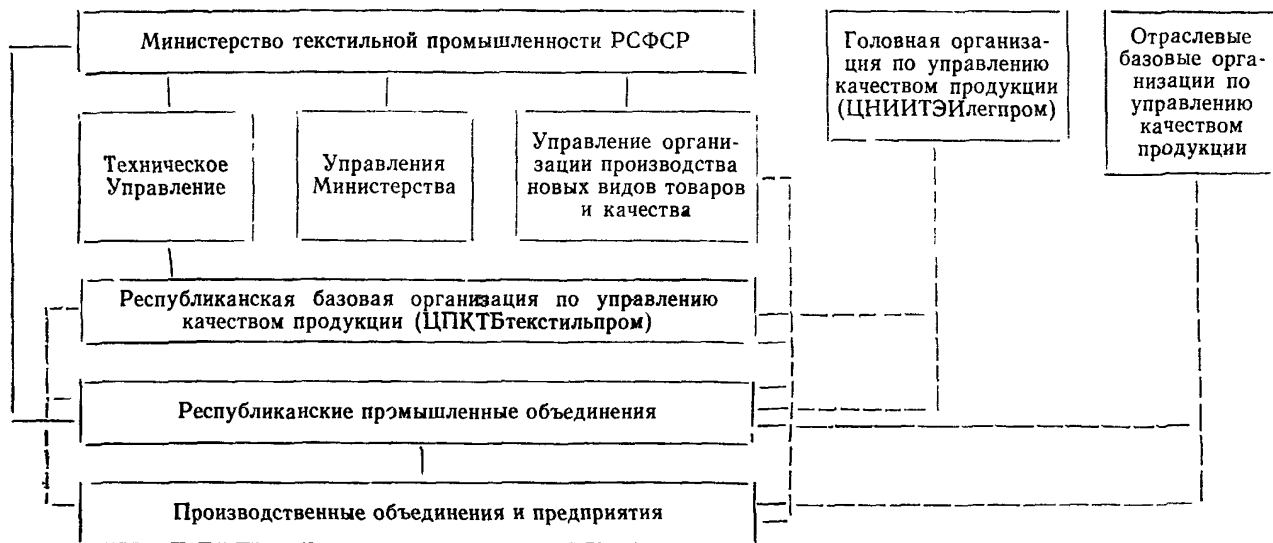 Министерство текстильной промышленности РСФСР
Головная организа-
ция по управлению
качеством продукции
(ЦНИИТЭИлегпром)
Отраслевые
базовые орга-
низации по
управлению
качеством
продукции
Техническое
Управление
Управления
Министерства
Управление органи-
зации производства
новых видов товаров
и качества
Республиканская базовая организация по управлению
качеством продукции (ЦПКТБтекстильпром)
Республиканские промышленные объединения
Производственные объединения и предприятия